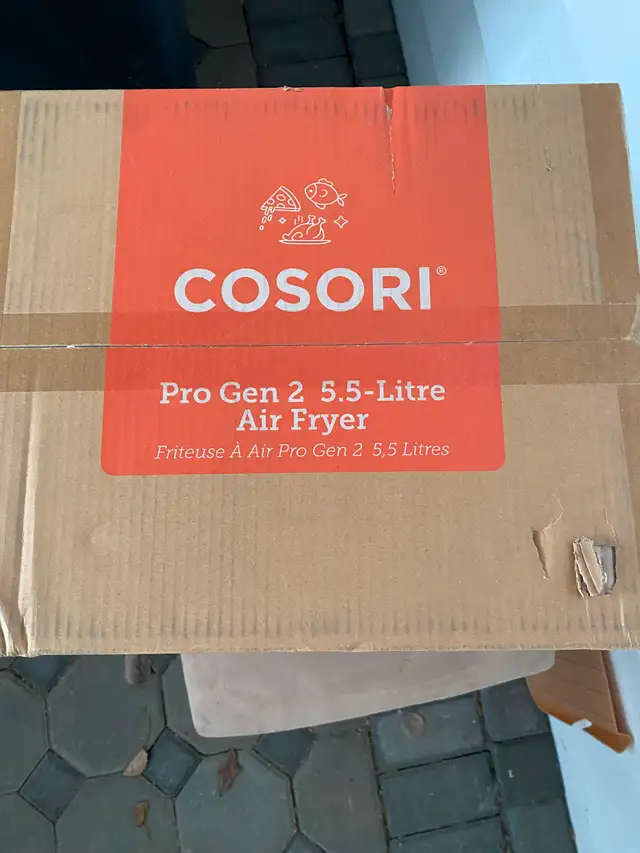 COSORI®
Pro Gen 2 5.5-Litre
Air Fryer
Friteuse À Air Pro Gen 2 5,5 Litres